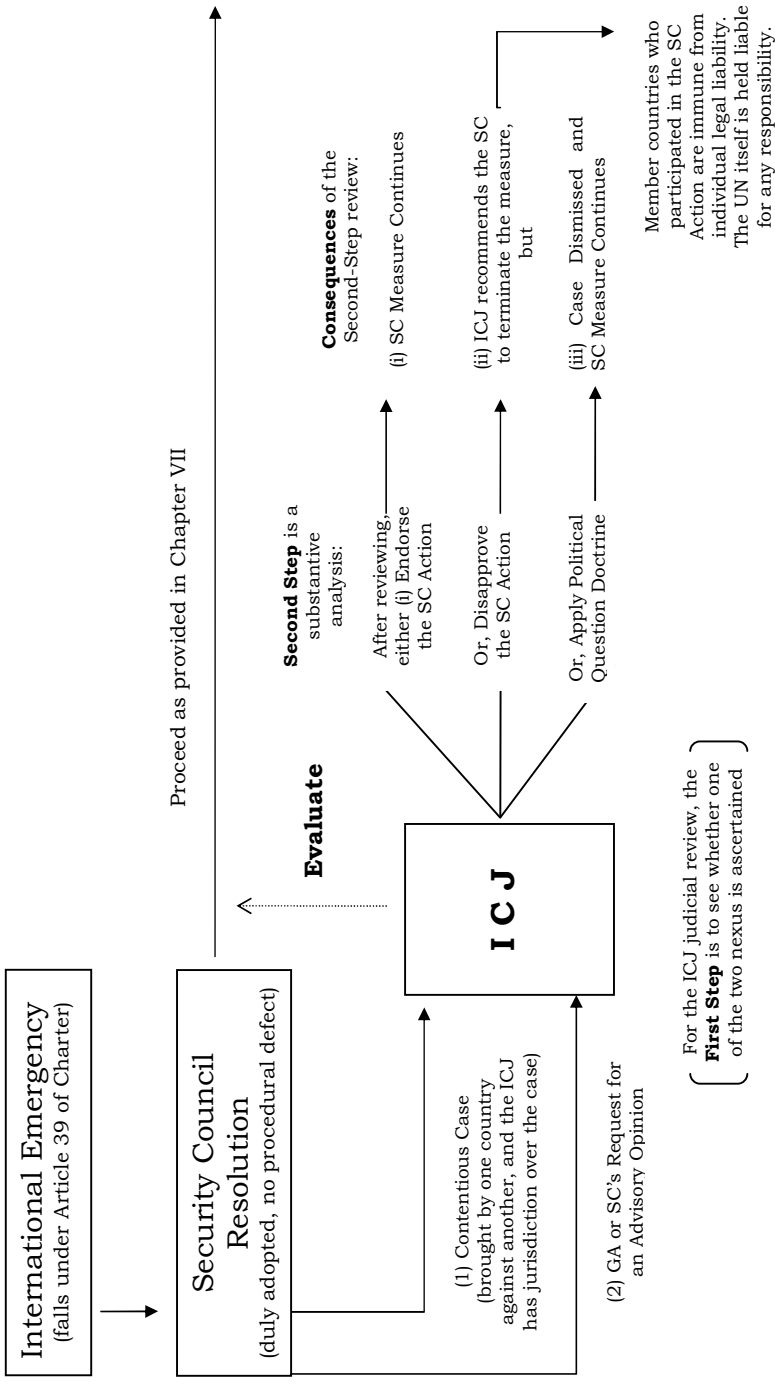 International Emergency
(falls under Article 39 of Charter)
Security Council
Resolution
(duly adopted, no procedural defect)
Proceed as provided in Chapter VII
Evaluate
(1) Contentious Case
(brought by one country
against another, and the ICJ
has jurisdiction over the case)
(2) GA or SC's Request for
an Advisory Opinion
I C J
For the ICJ judicial review, the
First Step is to see whether one
of the two nexus is ascertained
Second Step is a
substantive
analysis:
After reviewing,
either (i) Endorse
the SC Action
Or, Disapprove
the SC Action
Or, Apply Political
Question Doctrine
Consequences of the
Second-Step review:
(i) SC Measure Continues
(ii) ICJ recommends the SC
to terminate the measure,
but
(iii) Case Dismissed and
SC Measure Continues
Member countries who
participated in the SC
Action are immune from
individual legal liability.
The UN itself is held liable
for any responsibility.